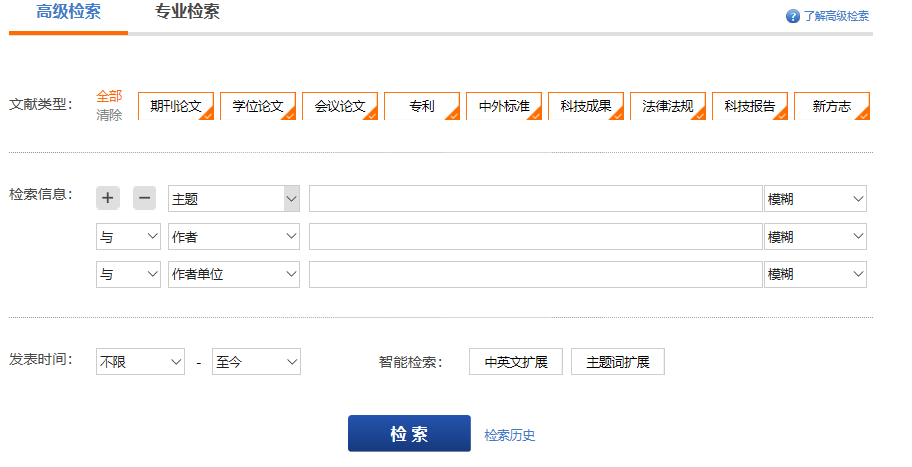 高级检索 专业检索 ? 了解高级检索
文献类型： 全部 期刊论文 学位论文 会议论文 专利 中外标准 科技成果 法律法规 科技报告 新方志
清除
检索信息： + - 主题 模糊
与 作者 模糊
与 作者单位 模糊
发表时间： 不限 - 至今 智能检索： 中英文扩展 主题词扩展
检索 检索历史